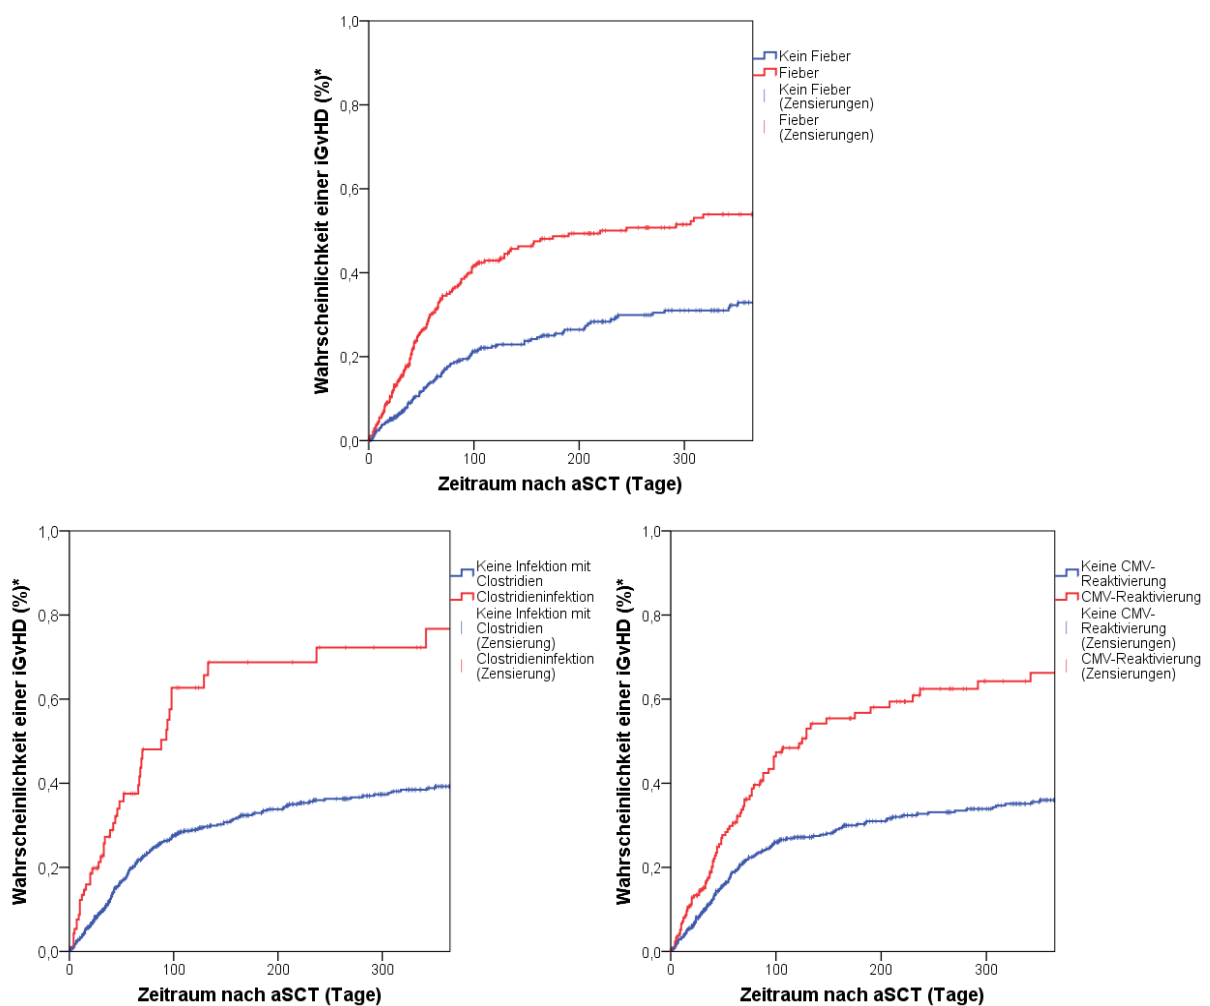 Wahrscheinlichkeit einer iGvHD (%)*
1,0
0,8
0,6
0,4
0,2
0,0
0
100
200
300
Zeitraum nach aSCT (Tage)
Kein Fieber
Fieber
Kein Fieber
(Zensierungen)
Fieber
(Zensierungen)
Wahrscheinlichkeit einer iGvHD (%)*
1,0
0,8
0,6
0,4
0,2
0,0
0
100
200
300
Zeitraum nach aSCT (Tage)
Keine Infektion mit
Clostridien
Clostridieninfektion
Keine Infektion mit
Clostridien
(Zensierung)
Clostridieninfektion
(Zensierung)
Wahrscheinlichkeit einer iGvHD (%)*
1,0
0,8
0,6
0,4
0,2
0,0
0
100
200
300
Zeitraum nach aSCT (Tage)
Keine CMV-
Reaktivierung
CMV-Reaktivierung
Keine CMV-
Reaktivierung
(Zensierungen)
CMV-Reaktivierung
(Zensierungen)